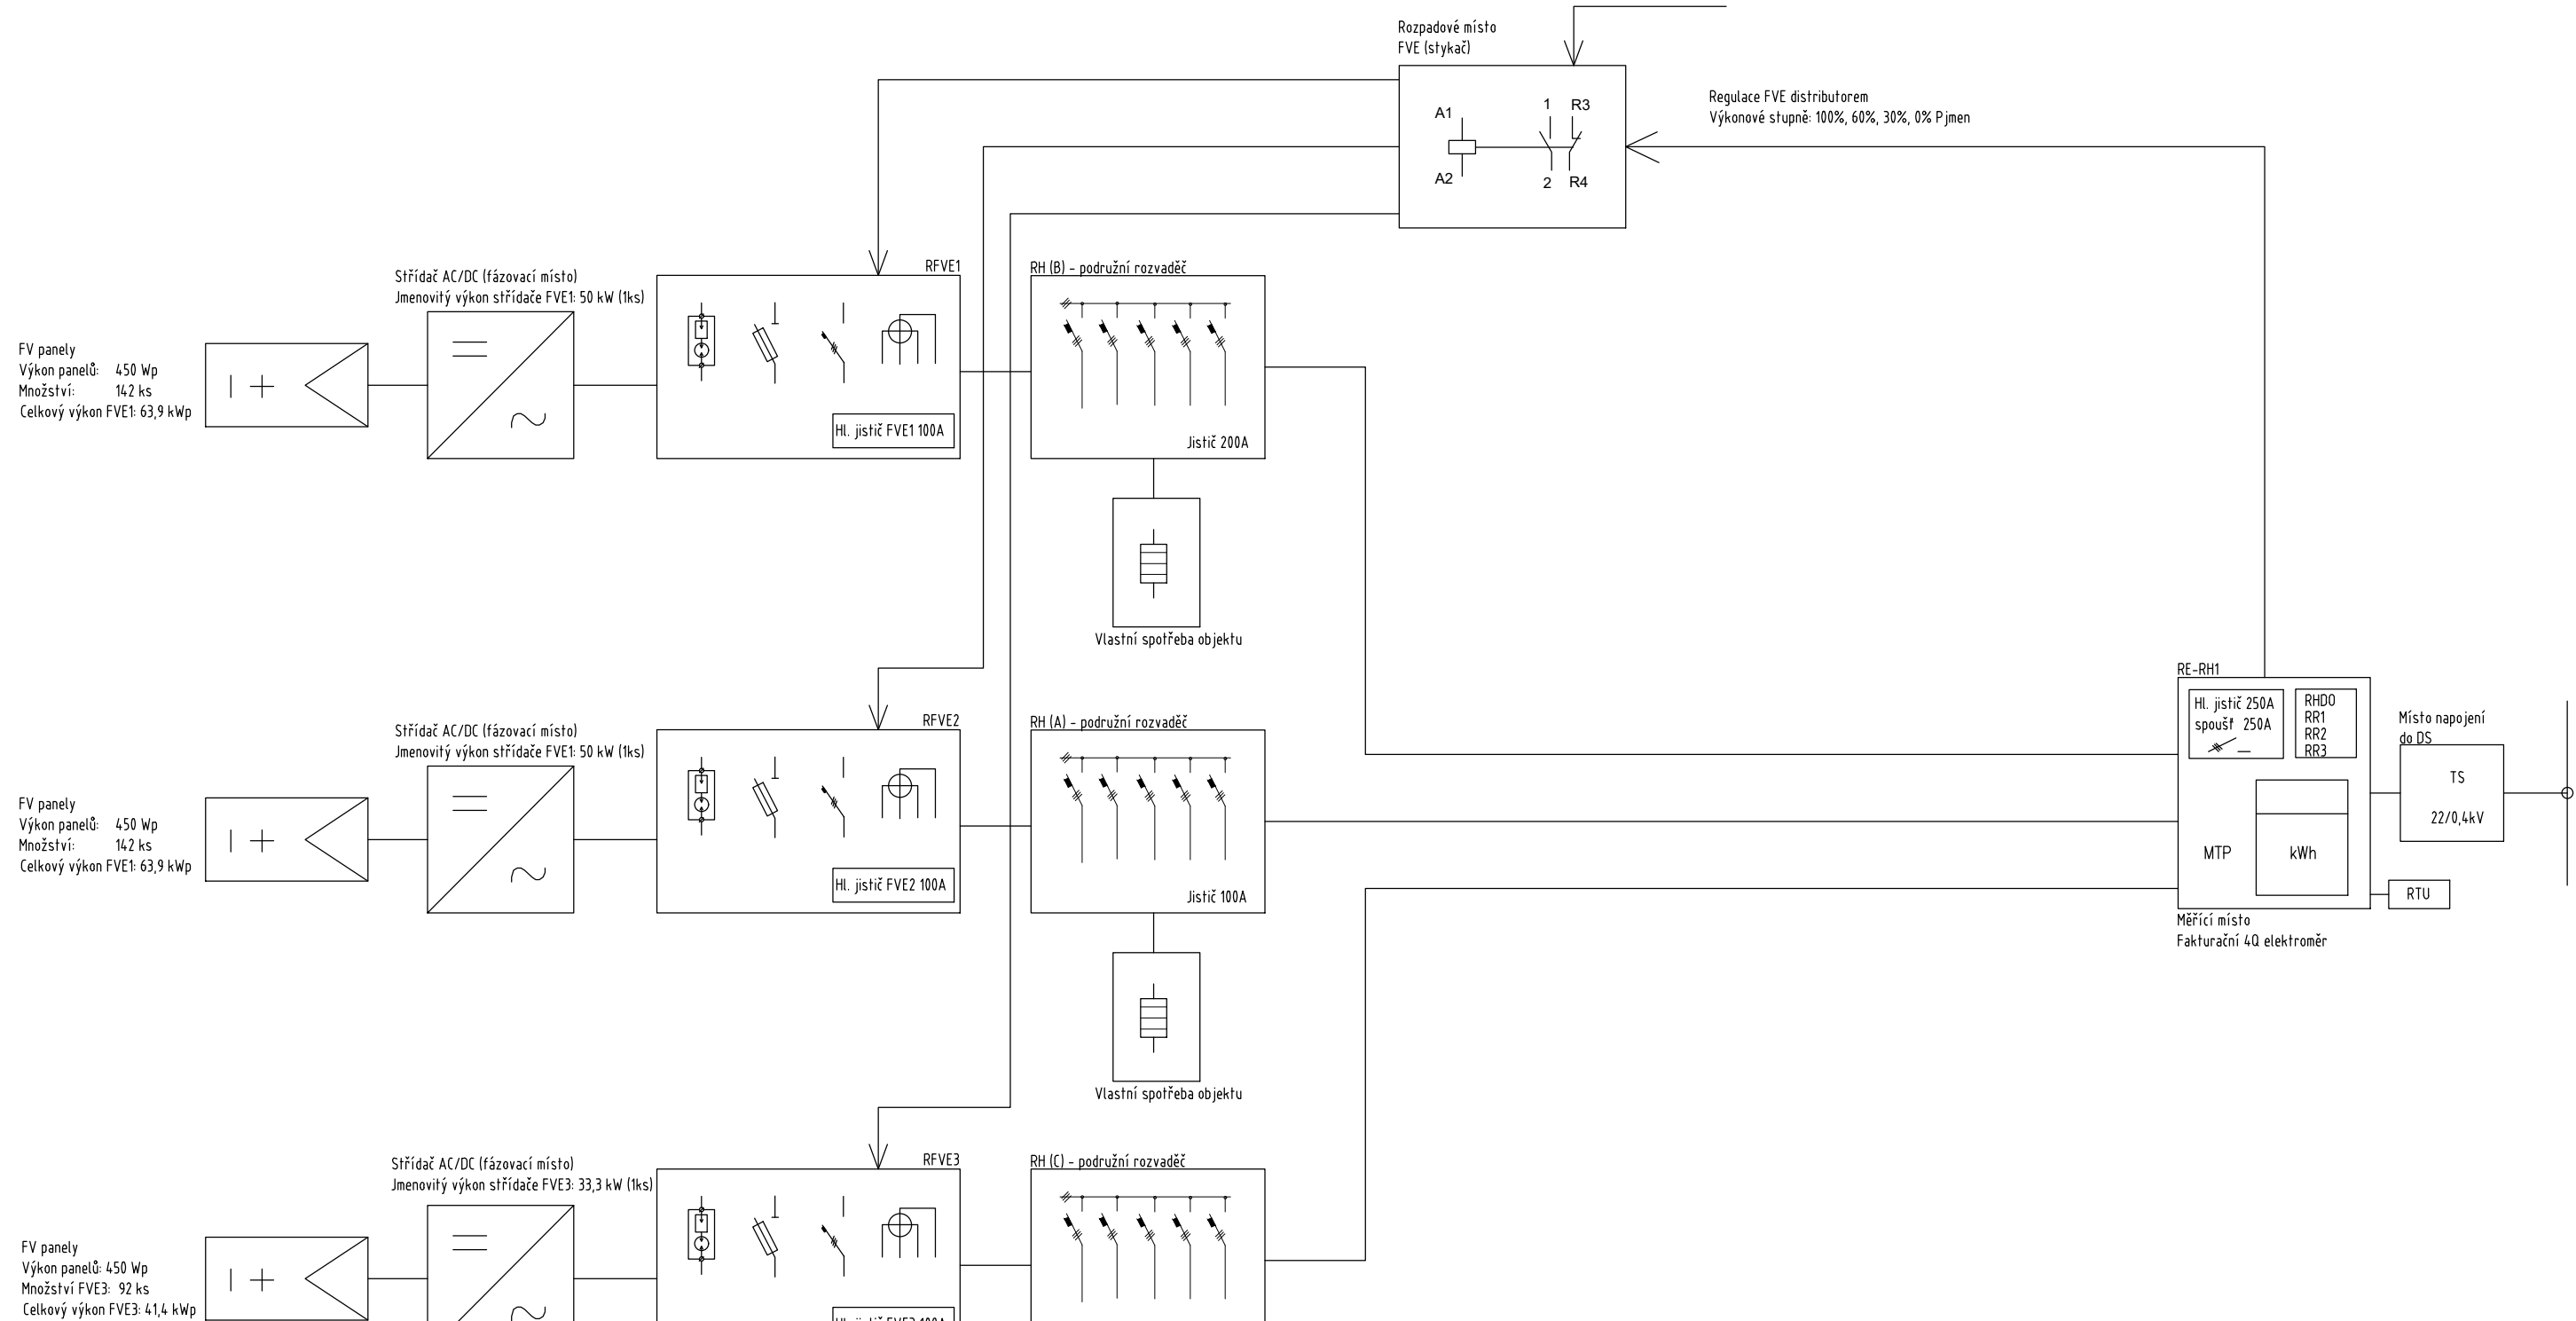 Rozpadové místo
FVE (stykač)
A1
A2
1
R3
2
R4
Regulace FVE distributorem
Výkonové stupně: 100%, 60%, 30%, 0% Pjmen
Střídač AC/DC (fázovací místo)
Jmenovitý výkon střídače FVE1: 50 kW (1ks)
RFVE1
RH (B) - podružní rozvaděč
FV panely
Výkon panelů: 450 Wp
Množství: 142 ks
Celkový výkon FVE1: 63,9 kWp
Hl. jistič FVE1 100A
Jistič 200A
Vlastní spotřeba objektu
Střídač AC/DC (fázovací místo)
Jmenovitý výkon střídače FVE1: 50 kW (1ks)
RFVE2
RH (A) - podružní rozvaděč
FV panely
Výkon panelů: 450 Wp
Množství: 142 ks
Celkový výkon FVE1: 63,9 kWp
Hl. jistič FVE2 100A
Jistič 100A
Vlastní spotřeba objektu
RE-RH1
Hl. jistič 250A
spoušť 250A
RHDO
RR1
RR2
RR3
MTP
kWh
Místo napojení
do DS
TS
22/0,4kV
RTU
Měřící místo
Fakturační 4Q elektroměr
Střídač AC/DC (fázovací místo)
Jmenovitý výkon střídače FVE3: 33,3 kW (1ks)
RFVE3
RH (C) - podružní rozvaděč
FV panely
Výkon panelů: 450 Wp
Množství FVE3: 92 ks
Celkový výkon FVE3: 41,4 kWp
Hl. jistič FVE3 100A